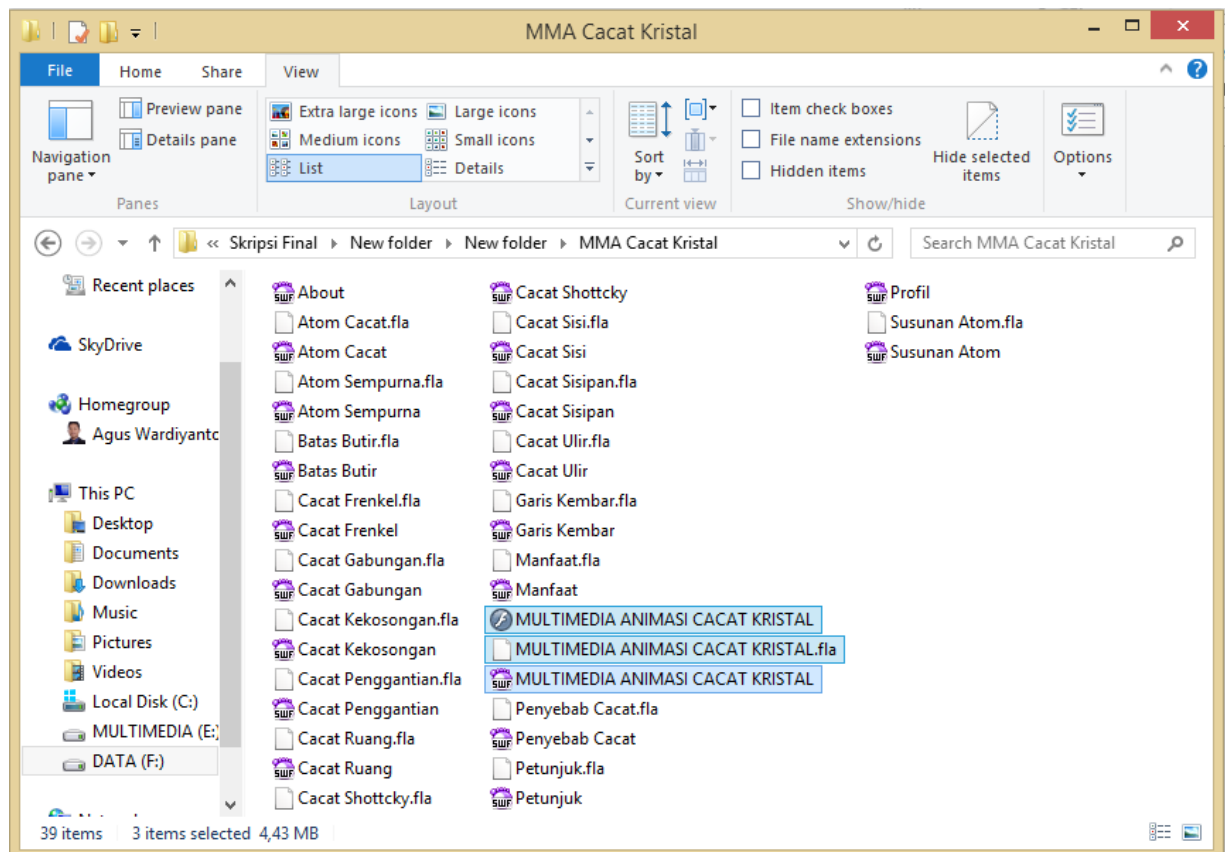 MMA Cacat Kristal
File Home Share View
Preview pane
Details pane
Navigation pane
Panes
Extra large icons Large icons
Medium icons Small icons
List Details
Layout
Sort by
Current view
Item check boxes
File name extensions
Hidden items
Hide selected items
Show/hide
Options
« Skripsi Final New folder New folder MMA Cacat Kristal
Search MMA Cacat Kristal
Recent places
SkyDrive
Homegroup
Agus Wardiyanto
This PC
Desktop
Documents
Downloads
Music
Pictures
Videos
Local Disk (C:)
MULTIMEDIA (E:)
DATA (F:)
About
Atom Cacat.fla
Atom Cacat
Atom Sempurna.fla
Atom Sempurna
Batas Butir.fla
Batas Butir
Cacat Frenkel.fla
Cacat Frenkel
Cacat Gabungan.fla
Cacat Gabungan
Cacat Kekosongan.fla
Cacat Kekosongan
Cacat Penggantian.fla
Cacat Penggantian
Cacat Ruang.fla
Cacat Ruang
Cacat Shottcky.fla
Cacat Shottcky
Cacat Sisi.fla
Cacat Sisi
Cacat Sisipan.fla
Cacat Sisipan
Cacat Ulir.fla
Cacat Ulir
Garis Kembar.fla
Garis Kembar
Manfaat.fla
Manfaat
MULTIMEDIA ANIMASI CACAT KRISTAL
MULTIMEDIA ANIMASI CACAT KRISTAL.fla
MULTIMEDIA ANIMASI CACAT KRISTAL
Penyebab Cacat.fla
Penyebab Cacat
Petunjuk.fla
Petunjuk
Profil
Susunan Atom.fla
Susunan Atom
39 items 3 items selected 4,43 MB